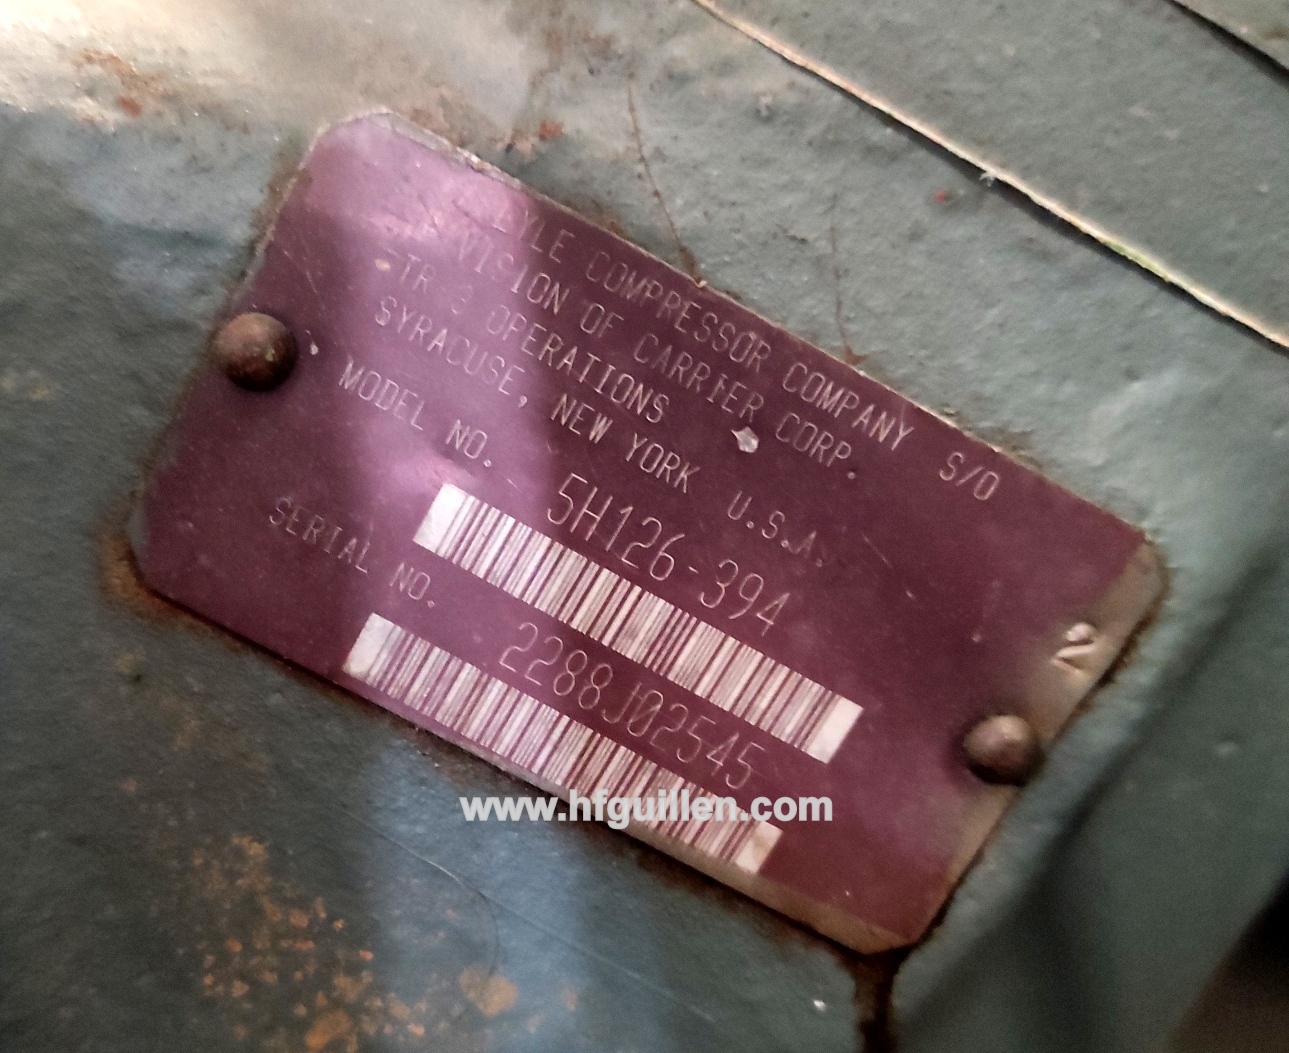 COMPRESSOR COMPANY S/O
OF CARRIER CORP.
OPERATIONS
SYRACUSE, NEW YORK U.S.A.
MODEL NO. 5H126-394
SERIAL NO. 2288J02545
2
www.hfguillen.com